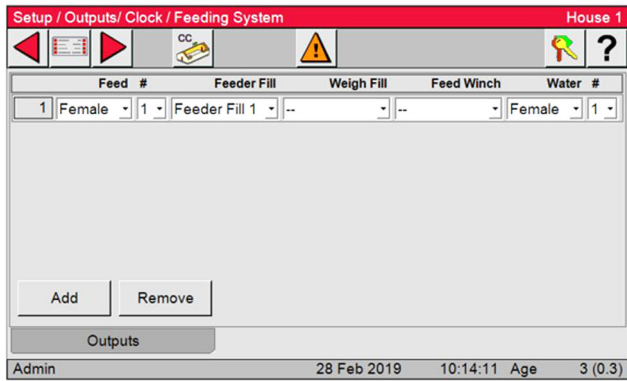 Setup / Outputs/ Clock / Feeding System House 1
CC ?
Feed # Feeder Fill Weigh Fill Feed Winch Water #
1 Female 1 Feeder Fill 1 -- -- Female 1
Add Remove
Outputs
Admin 28 Feb 2019 10:14:11 Age 3 (0.3)